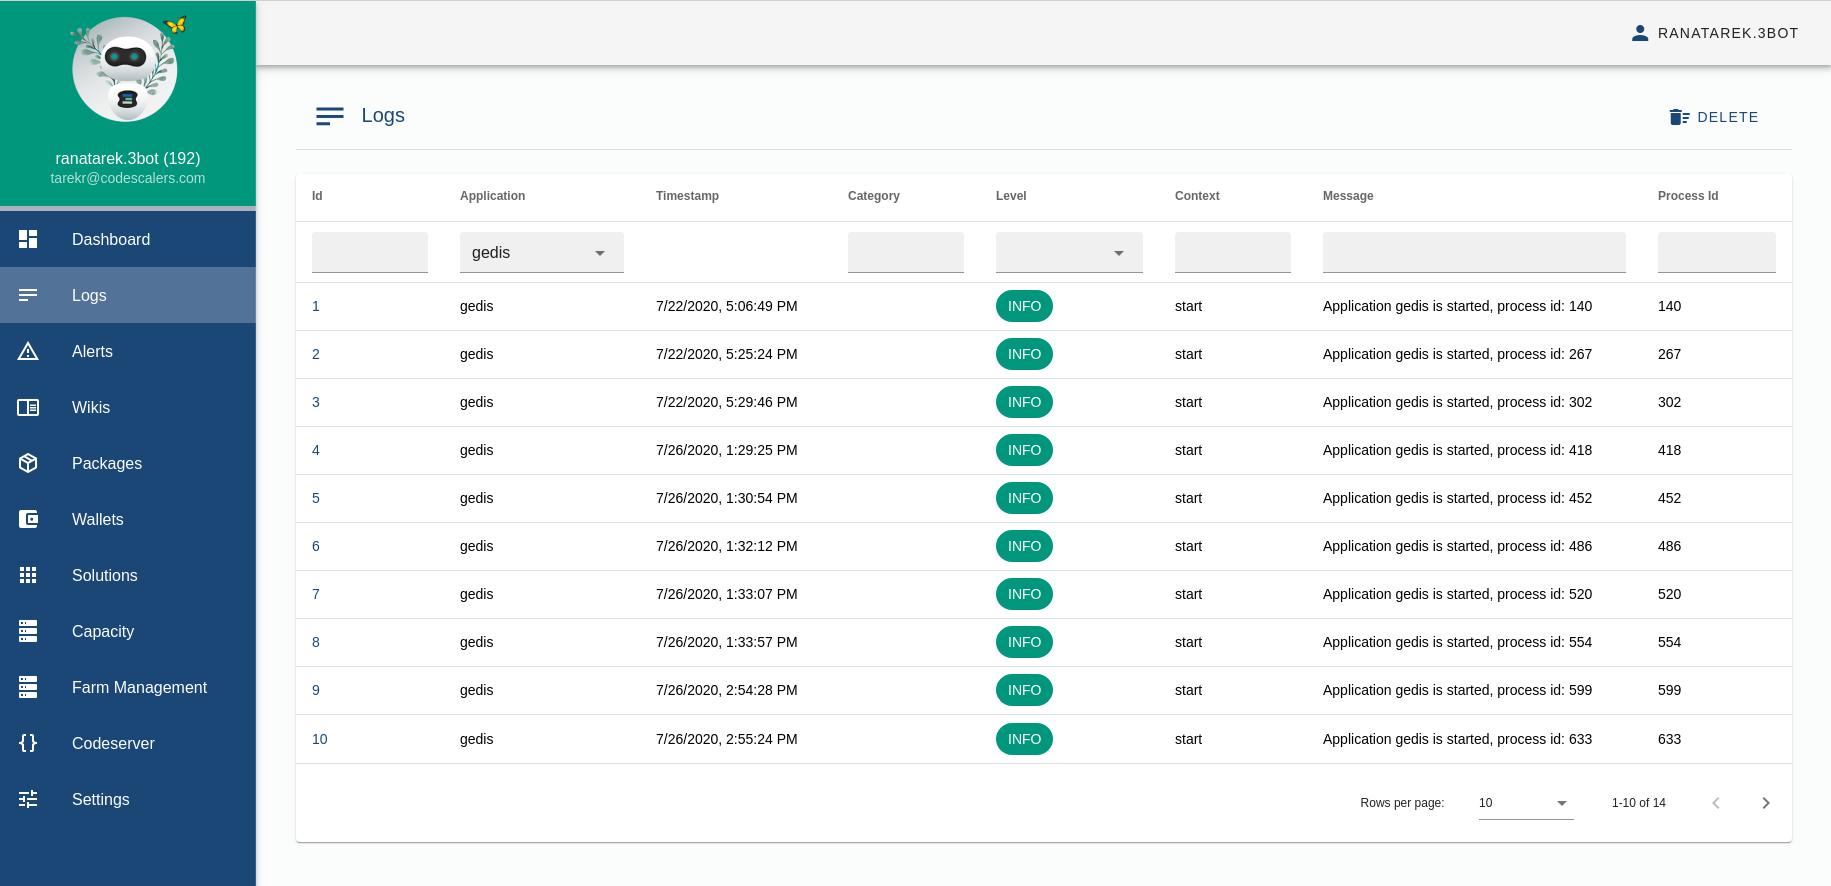 RANATAREK.3BOT
ranatarek.3bot (192)
tarekr@codescalers.com
Dashboard
Logs
Alerts
Wikis
Packages
Wallets
Solutions
Capacity
Farm Management
Codeserver
Settings
Logs
DELETE
Id Application Timestamp Category Level Context Message Process Id
gedis
1 gedis 7/22/2020, 5:06:49 PM INFO start Application gedis is started, process id: 140 140
2 gedis 7/22/2020, 5:25:24 PM INFO start Application gedis is started, process id: 267 267
3 gedis 7/22/2020, 5:29:46 PM INFO start Application gedis is started, process id: 302 302
4 gedis 7/26/2020, 1:29:25 PM INFO start Application gedis is started, process id: 418 418
5 gedis 7/26/2020, 1:30:54 PM INFO start Application gedis is started, process id: 452 452
6 gedis 7/26/2020, 1:32:12 PM INFO start Application gedis is started, process id: 486 486
7 gedis 7/26/2020, 1:33:07 PM INFO start Application gedis is started, process id: 520 520
8 gedis 7/26/2020, 1:33:57 PM INFO start Application gedis is started, process id: 554 554
9 gedis 7/26/2020, 2:54:28 PM INFO start Application gedis is started, process id: 599 599
10 gedis 7/26/2020, 2:55:24 PM INFO start Application gedis is started, process id: 633 633
Rows per page: 10 1-10 of 14